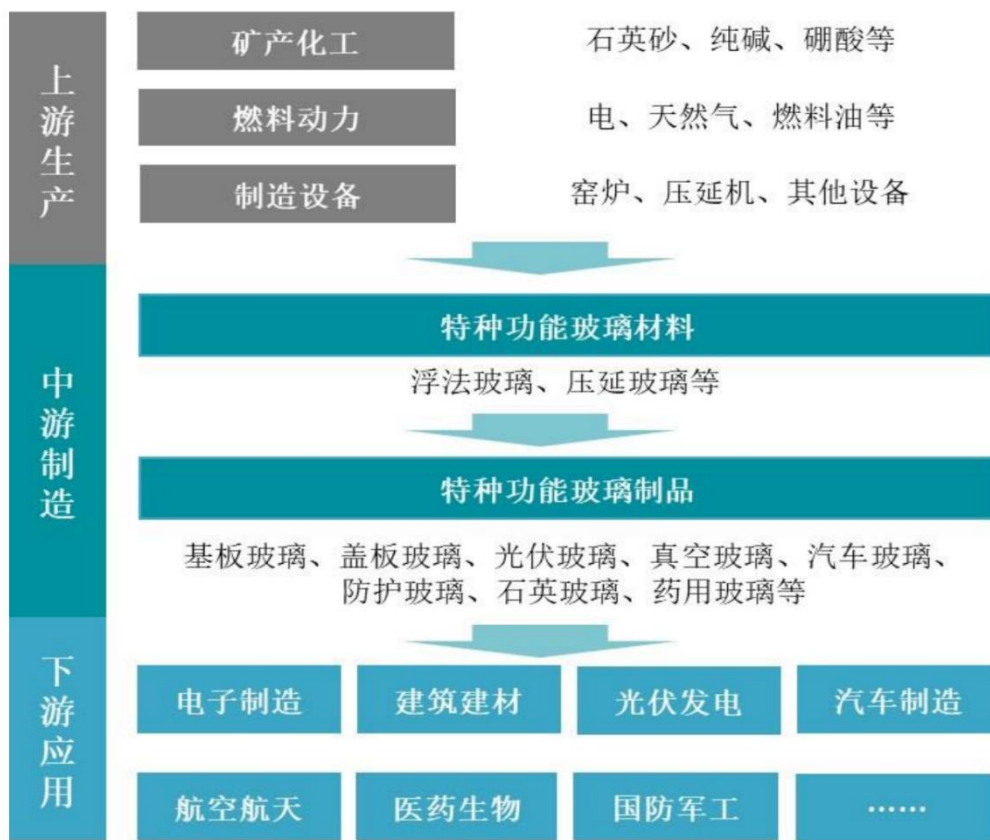 上游生产
矿产化工
石英砂、纯碱、硼酸等
燃料动力
电、天然气、燃料油等
制造设备
窑炉、压延机、其他设备
中游制造
特种功能玻璃材料
浮法玻璃、压延玻璃等
特种功能玻璃制品
基板玻璃、盖板玻璃、光伏玻璃、真空玻璃、汽车玻璃、
防护玻璃、石英玻璃、药用玻璃等
下游应用
电子制造
建筑建材
光伏发电
汽车制造
航空航天
医药生物
国防军工
……